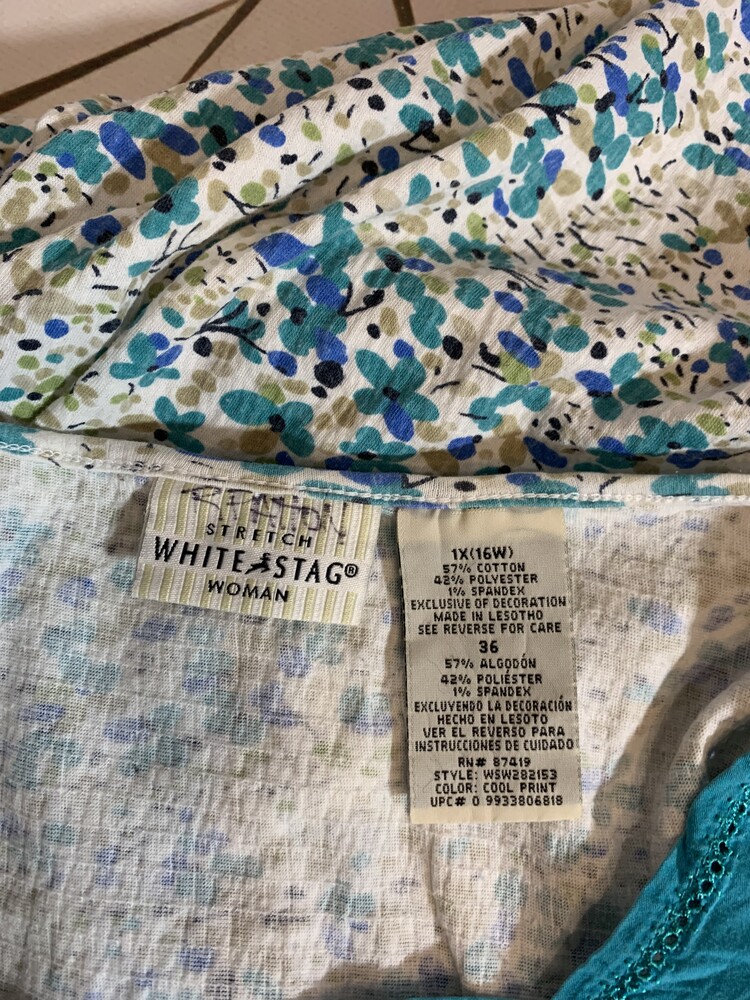 STRETCH
WHITE STAG®
WOMAN
1X(16W)
57% COTTON
42% POLYESTER
1% SPANDEX
EXCLUSIVE OF DECORATION
MADE IN LESOTHO
SEE REVERSE FOR CARE
36
57% ALGODÓN
42% POLIÉSTER
1% SPANDEX
EXCLUYENDO LA DECORACIÓN
HECHO EN LESOTO
VER EL REVERSO PARA
INSTRUCCIONES DE CUIDADO
RN# 87419
STYLE: WSW282153
COLOR: COOL PRINT
UPC# 0 9933806818